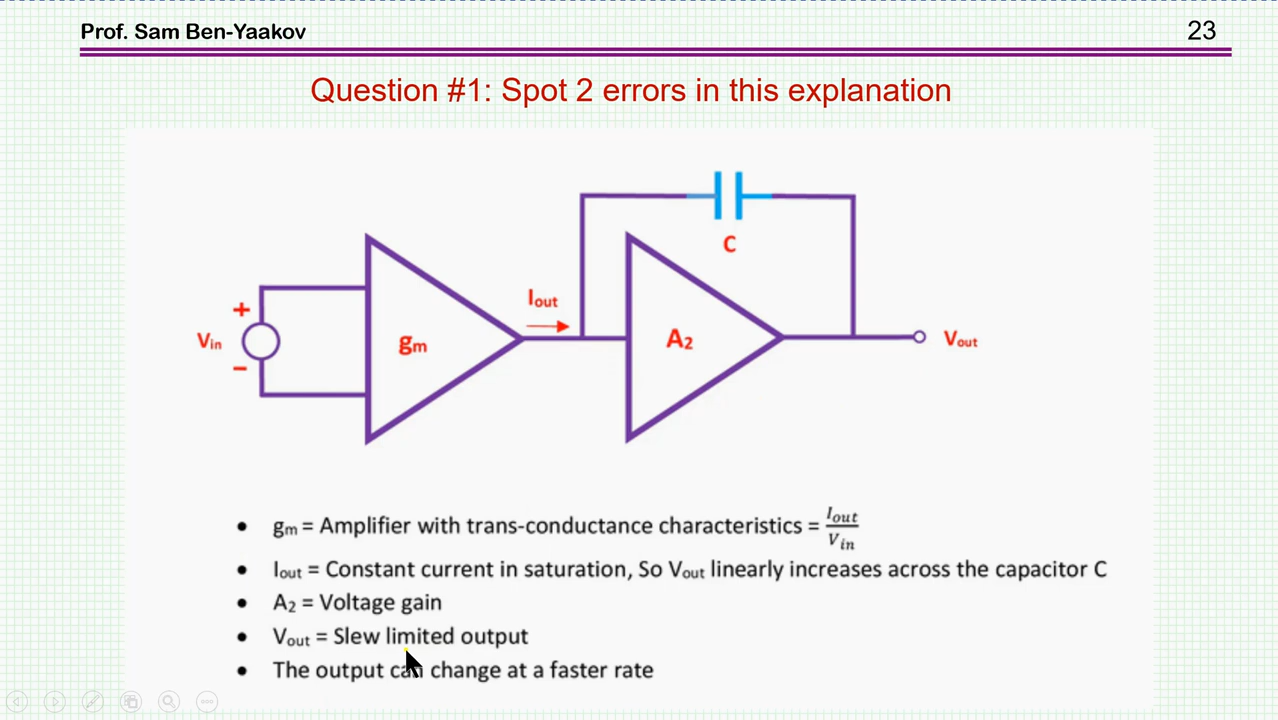 Prof. Sam Ben-Yaakov 23
Question #1: Spot 2 errors in this explanation
C
Iout
+
Vin
−
gm
A2
Vout
• gm = Amplifier with trans-conductance characteristics = Iout/Vin
• Iout = Constant current in saturation, So Vout linearly increases across the capacitor C
• A2 = Voltage gain
• Vout = Slew limited output
• The output can change at a faster rate